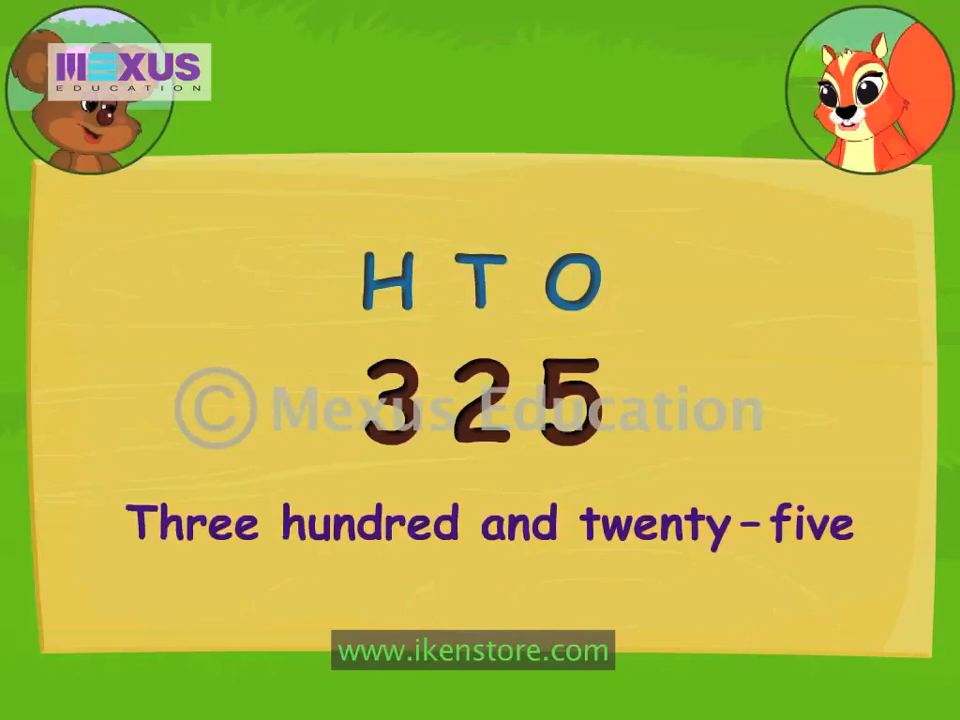 MEXUS
EDUCATION
H T O
325
© Mexus Education
Three hundred and twenty-five
www.ikenstore.com